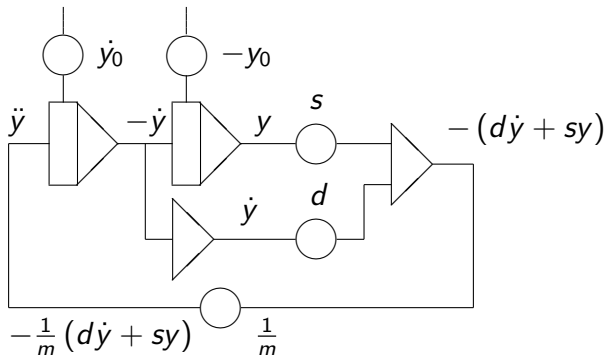 ẏ₀
−y₀
ÿ
−ẏ
y
s
−(dẏ + sy)
ẏ
d
−1/m (dẏ + sy)
1/m